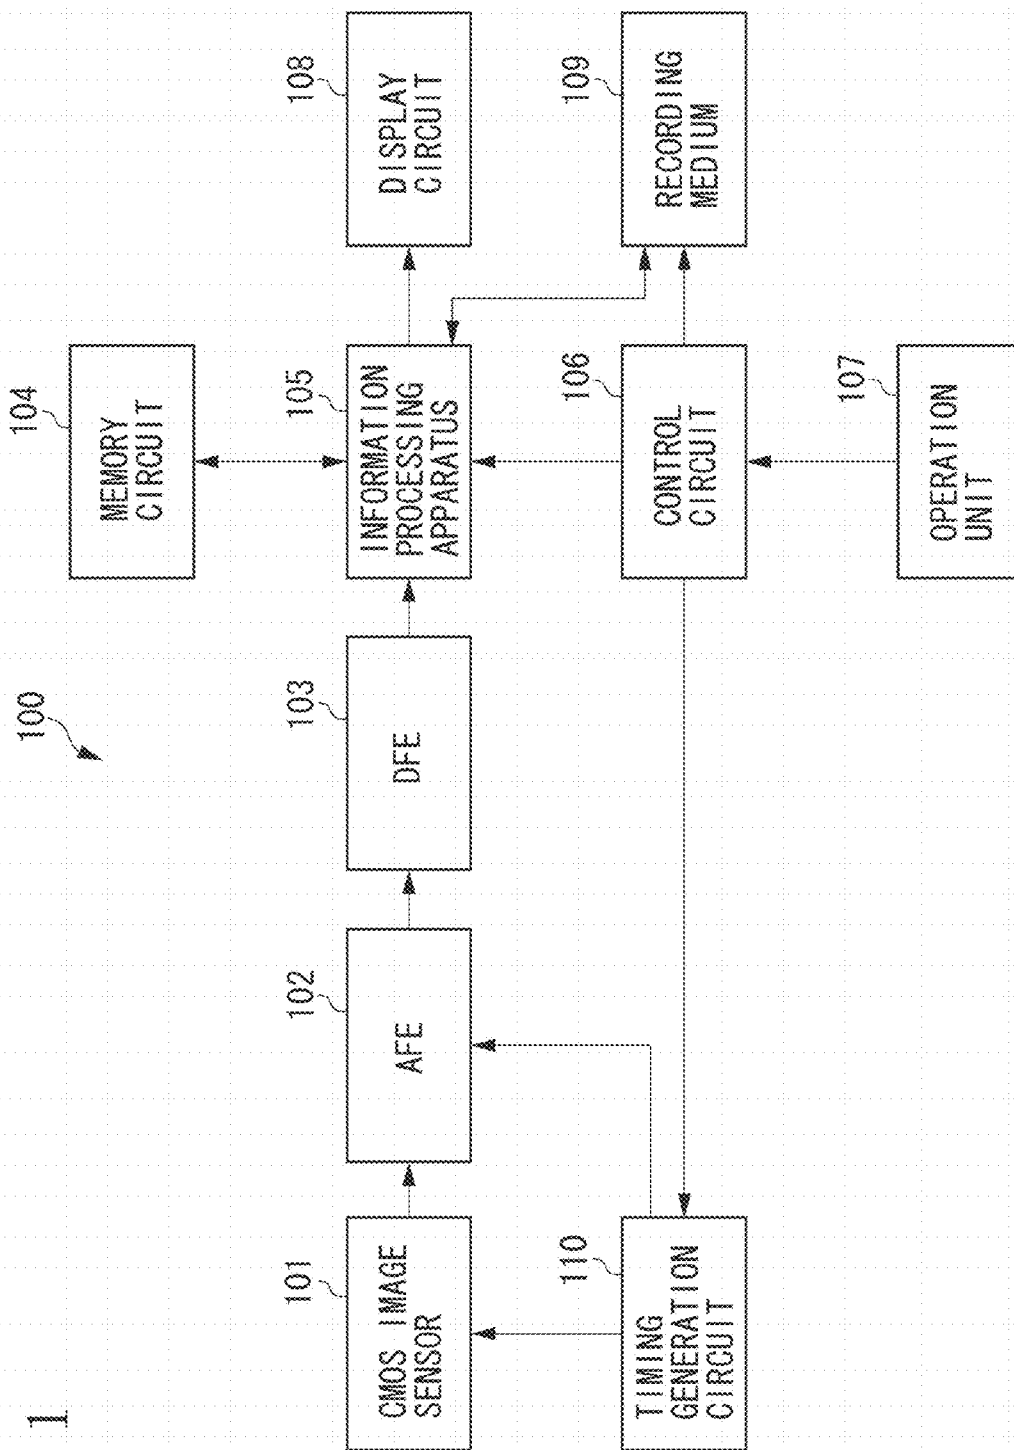 1
100
104
MEMORY
CIRCUIT
101
CMOS IMAGE
SENSOR
102
AFE
103
DFE
105
INFORMATION
PROCESSING
APPARATUS
108
DISPLAY
CIRCUIT
110
TIMING
GENERATION
CIRCUIT
106
CONTROL
CIRCUIT
109
RECORDING
MEDIUM
107
OPERATION
UNIT